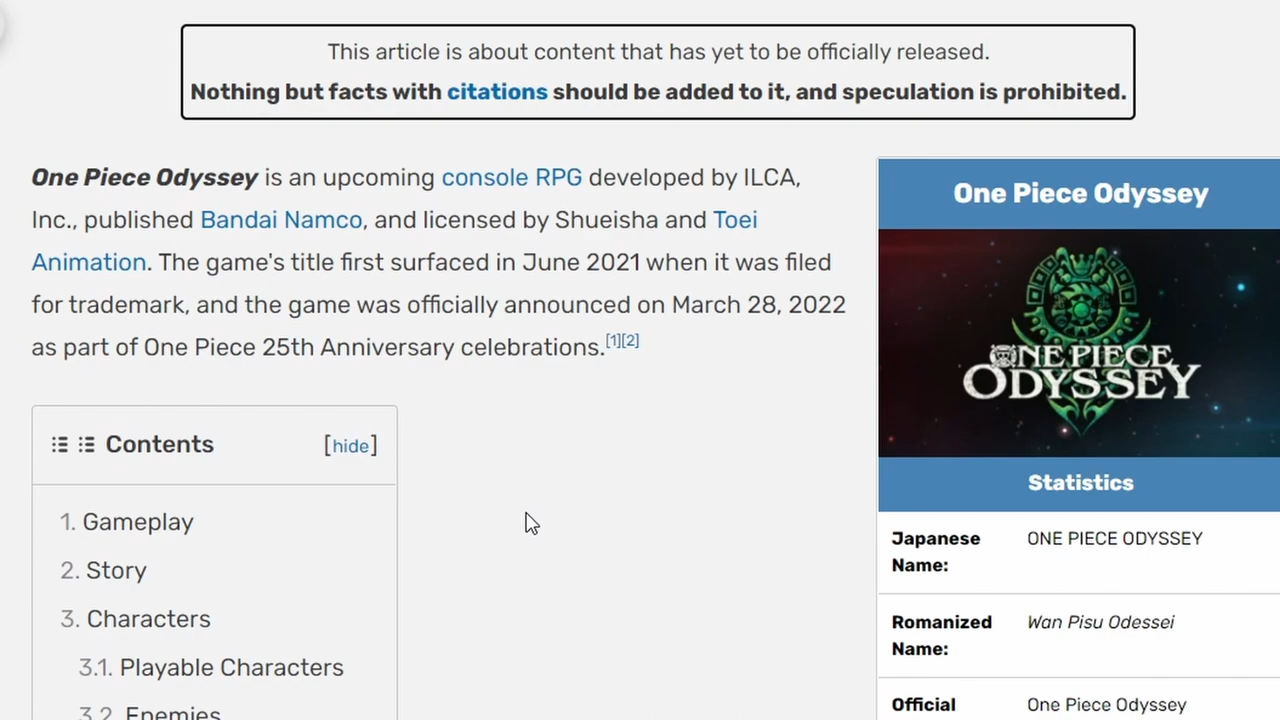 This article is about content that has yet to be officially released.
Nothing but facts with citations should be added to it, and speculation is prohibited.
One Piece Odyssey is an upcoming console RPG developed by ILCA,
Inc., published Bandai Namco, and licensed by Shueisha and Toei
Animation. The game's title first surfaced in June 2021 when it was filed
for trademark, and the game was officially announced on March 28, 2022
as part of One Piece 25th Anniversary celebrations.[1][2]
Contents [hide]
1. Gameplay
2. Story
3. Characters
3.1. Playable Characters
3.2. Enemies
One Piece Odyssey
ONE PIECE
ODYSSEY
Statistics
Japanese Name: ONE PIECE ODYSSEY
Romanized Name: Wan Pisu Odessei
Official One Piece Odyssey